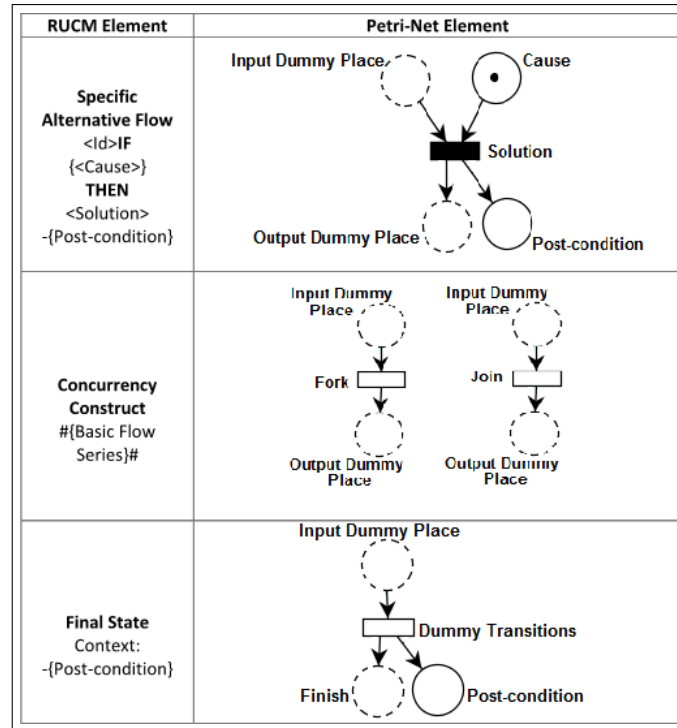 RUCM Element
Petri-Net Element
Specific
Alternative Flow
<Id>IF
{<Cause>}
THEN
<Solution>
-{Post-condition}
Input Dummy Place
Cause
Solution
Output Dummy Place
Post-condition
Concurrency
Construct
#{Basic Flow
Series}#
Input Dummy
Place
Fork
Output Dummy
Place
Input Dummy
Place
Join
Output Dummy
Place
Final State
Context:
-{Post-condition}
Input Dummy Place
Dummy Transitions
Finish
Post-condition